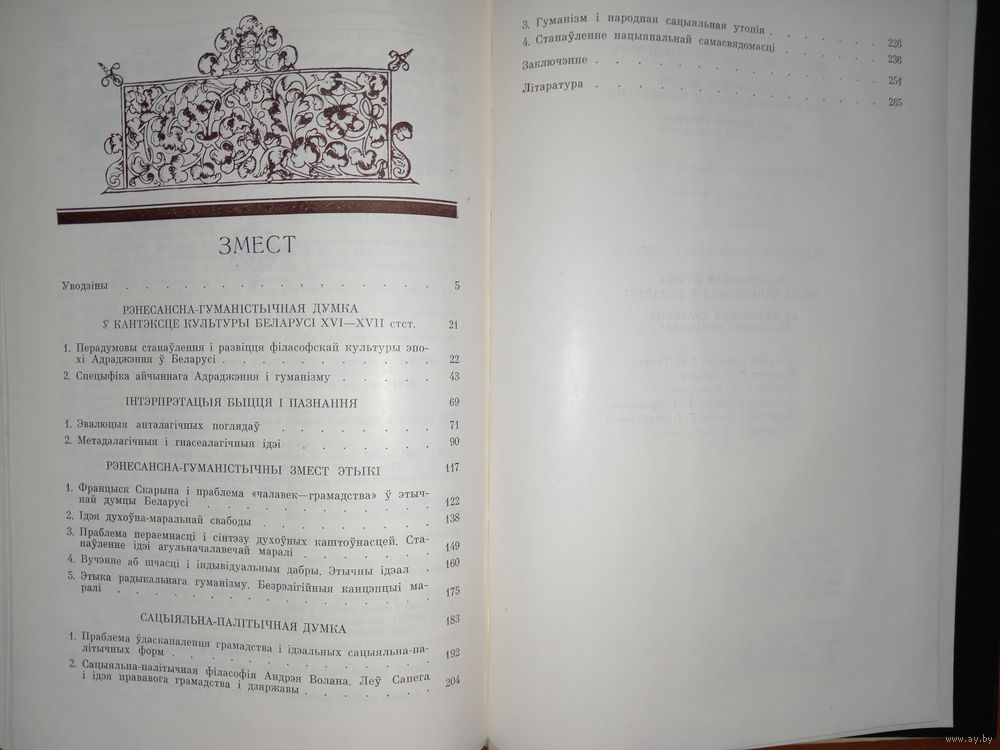 ЗМЕСТ
Уводзіны . . . . . . . . . . . . . 5
РЭНЕСАНСНА-ГУМАНІСТЫЧНАЯ ДУМКА
Ў КАНТЭКСЦЕ КУЛЬТУРЫ БЕЛАРУСІ XVI—XVII стст. 21
1. Перадумовы станаўлення і развіцця філасофскай культуры эпо-
хі Адраджэння ў Беларусі . . . . . . . . . 22
2. Спецыфіка айчыннага Адраджэння і гуманізму . . . . . 43
ІНТЭРПРЭТАЦЫЯ БЫЦЦЯ І ПАЗНАННЯ 69
1. Эвалюцыя анталагічных поглядаў . . . . . . . 71
2. Метадалагічныя і гнасеалагічныя ідэі . . . . . . 90
РЭНЕСАНСНА-ГУМАНІСТЫЧНЫ ЗМЕСТ ЭТЫКІ 117
1. Францыск Скарына і праблема «чалавек—грамадства» ў этыч-
най думцы Беларусі . . . . . . . . . . 122
2. Ідэя духоўна-маральнай свабоды . . . . . . . . 138
3. Праблема пераемнасці і сінтэзу духоўных каштоўнасцей. Ста-
наўленне ідэі агульначалавечай маралі . . . . . . 149
4. Вучэнне аб шчасці і індывідуальным дабры. Этычны ідэал . 160
5. Этыка радыкальнага гуманізму. Безрэлігійныя канцэпцыі ма-
ралі . . . . . . . . . . . . . 175
САЦЫЯЛЬНА-ПАЛІТЫЧНАЯ ДУМКА 183
1. Праблема ўдасканалення грамадства і ідэальных сацыяльна-па-
літычных форм . . . . . . . . . . . 192
2. Сацыяльна-палітычная філасофія Андрэя Волана. Леў Сапега
і ідэя прававога грамадства і дзяржавы . . . . . . 204
3. Гуманізм і народная сацыяльная утопія . . . . . . 226
4. Станаўленне нацыянальнай самасвядомасці . . . . . 236
Заключэнне . . . . . . . . . . . . . 251
Літаратура . . . . . . . . . . . . . 265
www.ay.by